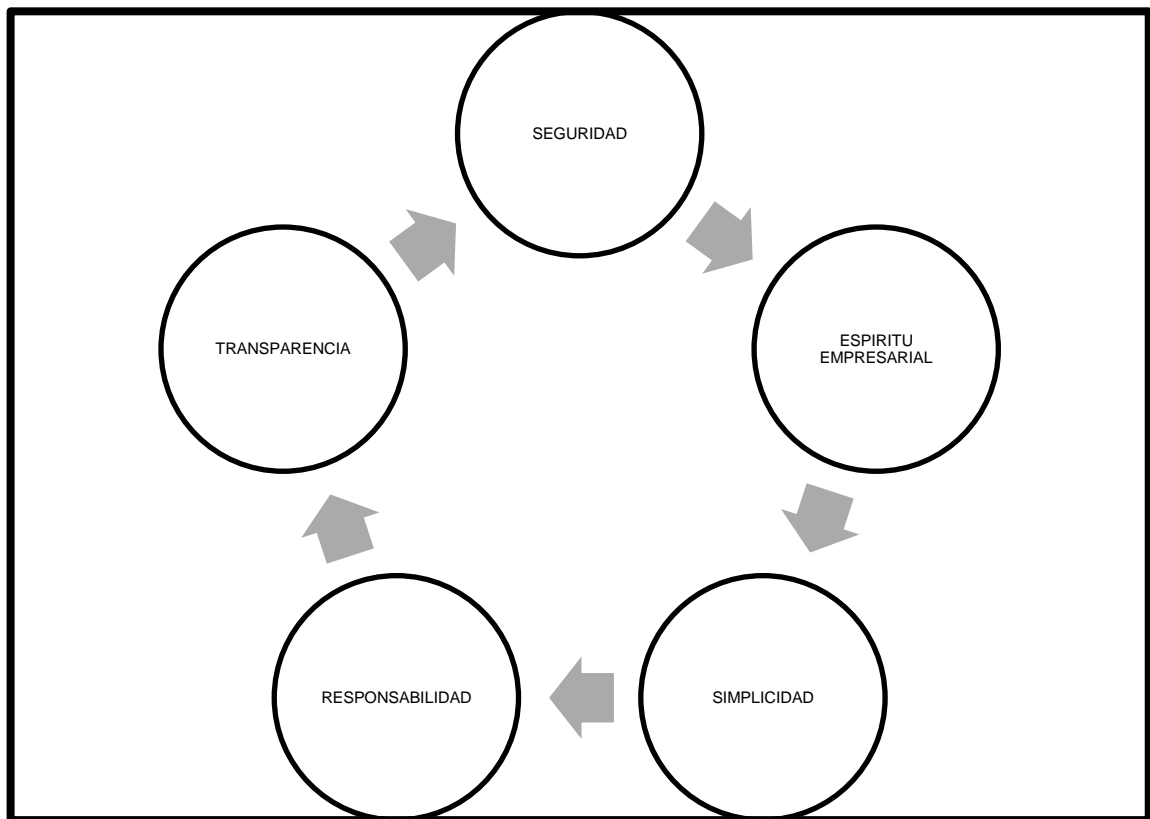 SEGURIDAD
ESPIRITU
EMPRESARIAL
SIMPLICIDAD
RESPONSABILIDAD
TRANSPARENCIA